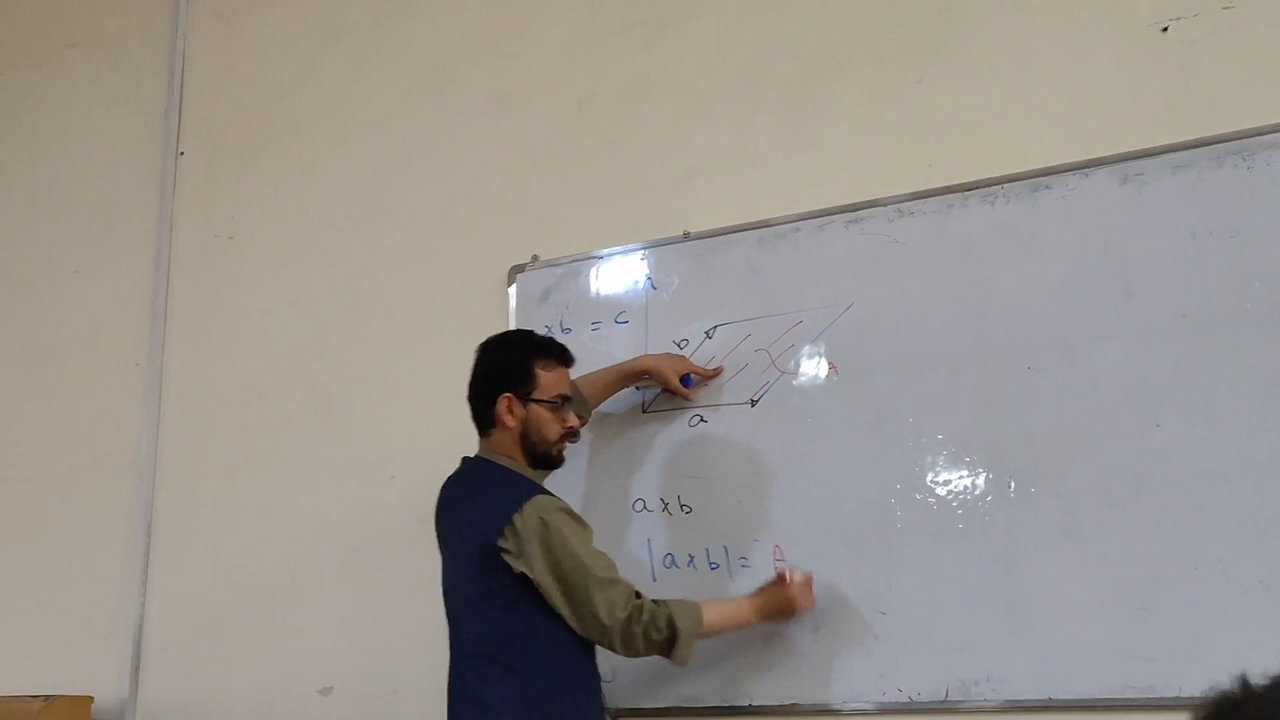 xb = c
b
A
a
a x b
|a x b| = A